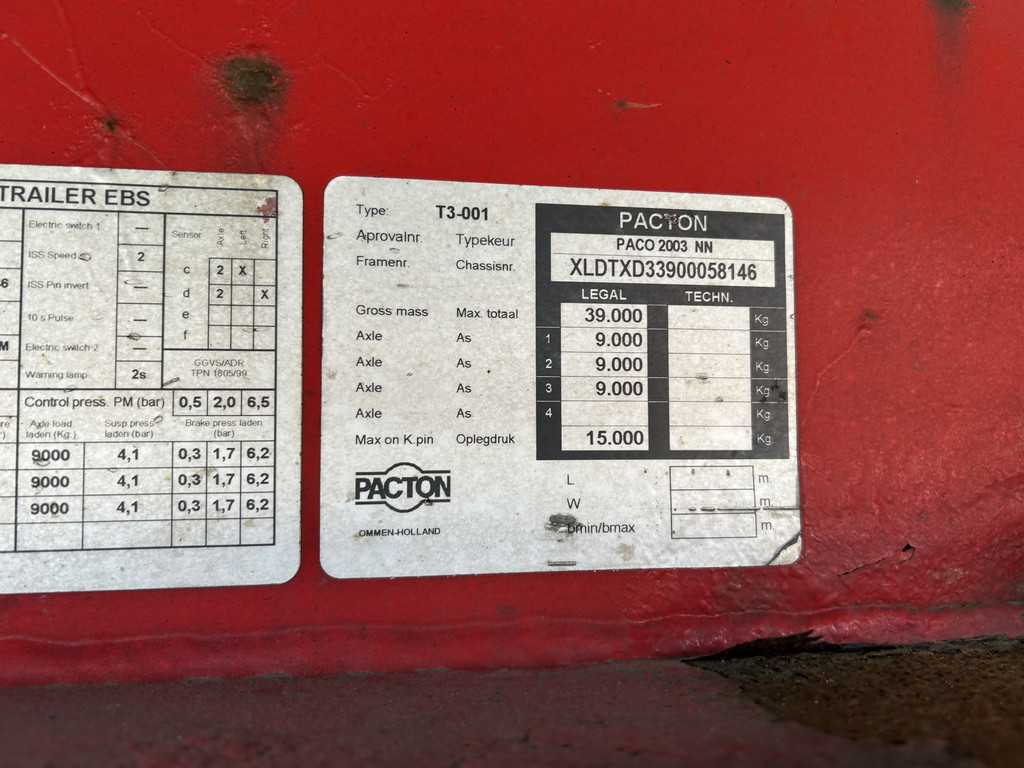 TRAILER EBS
Electric switch 1 —
ISS Speed 2
ISS Pin invert —
10 s Pulse —
Electric switch 2 —
Warning lamp 2s
Sensor Axle Left Right
c 2 X
d 2 X
e
f
GGVS/ADR
TPN 1805/99
Control press. PM (bar) 0,5 2,0 6,5
Axle load laden (Kg.) Susp.press laden (bar) Brake press laden (bar)
9000 4,1 0,3 1,7 6,2
9000 4,1 0,3 1,7 6,2
9000 4,1 0,3 1,7 6,2
Type: T3-001
Aprovalnr. Typekeur
Framenr. Chassisnr.
PACTON
PACO 2003 NN
XLDTXD33900058146
LEGAL TECHN.
Gross mass Max. totaal 39.000 Kg
Axle As 1 9.000 Kg
Axle As 2 9.000 Kg
Axle As 3 9.000 Kg
Axle As 4 Kg
Max on K.pin Oplegdruk 15.000 Kg
PACTON
OMMEN-HOLLAND
L m.
W m.
bmin/bmax m.